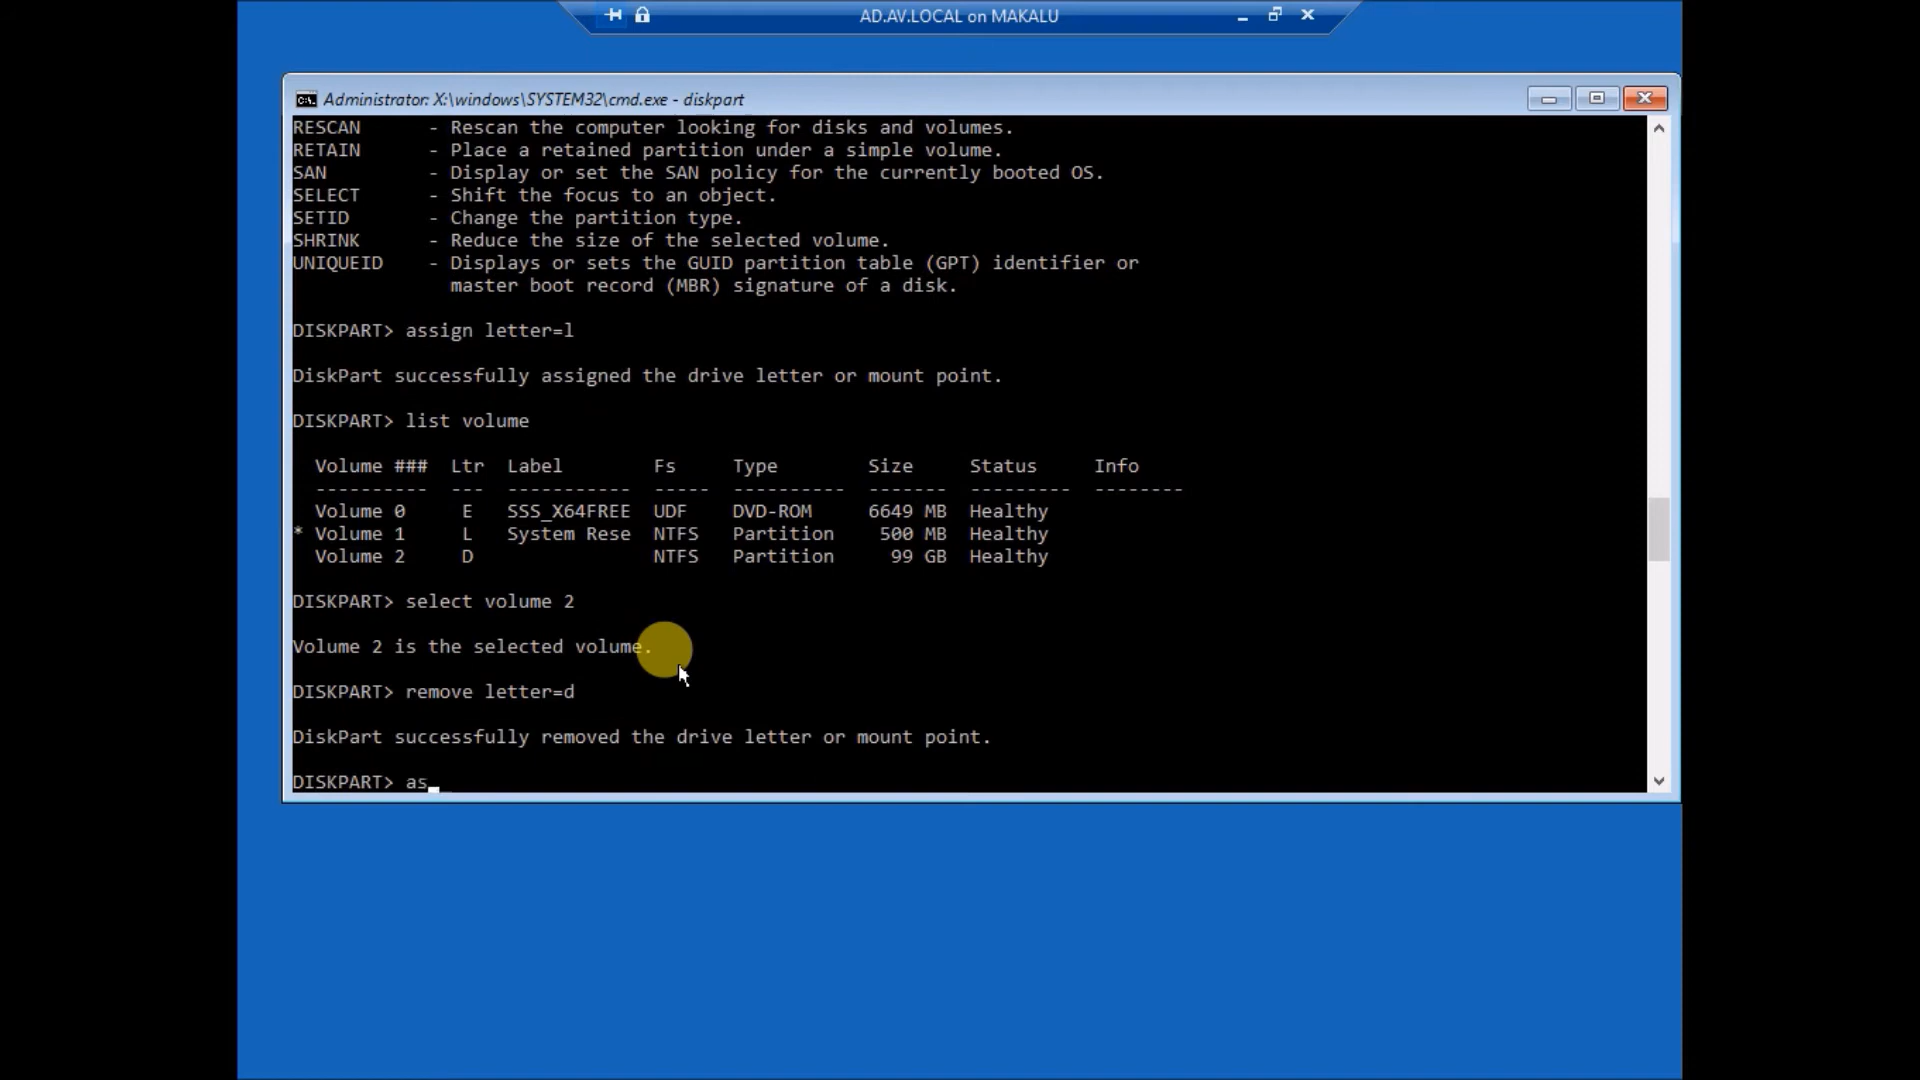 AD.AV.LOCAL on MAKALU
Administrator: X:\windows\SYSTEM32\cmd.exe - diskpart
RESCAN      - Rescan the computer looking for disks and volumes.
RETAIN      - Place a retained partition under a simple volume.
SAN         - Display or set the SAN policy for the currently booted OS.
SELECT      - Shift the focus to an object.
SETID       - Change the partition type.
SHRINK      - Reduce the size of the selected volume.
UNIQUEID    - Displays or sets the GUID partition table (GPT) identifier or
              master boot record (MBR) signature of a disk.
DISKPART> assign letter=l
DiskPart successfully assigned the drive letter or mount point.
DISKPART> list volume
  Volume ###  Ltr  Label        Fs     Type        Size     Status     Info
  ----------  ---  -----------  -----  ----------  -------  ---------  --------
  Volume 0     E   SSS_X64FREE  UDF    DVD-ROM     6649 MB  Healthy
* Volume 1     L   System Rese  NTFS   Partition    500 MB  Healthy
  Volume 2     D                NTFS   Partition     99 GB  Healthy
DISKPART> select volume 2
Volume 2 is the selected volume.
DISKPART> remove letter=d
DiskPart successfully removed the drive letter or mount point.
DISKPART> as_